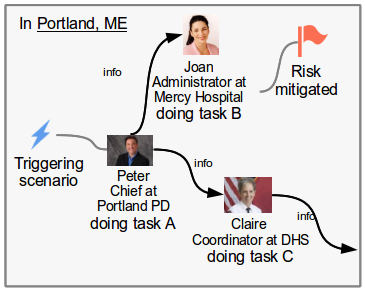 In Portland, ME
info
Joan
Administrator at
Mercy Hospital
doing task B
Risk
mitigated
Triggering
scenario
info
Peter
Chief at
Portland PD
doing task A
info
Claire
Coordinator at DHS
doing task C